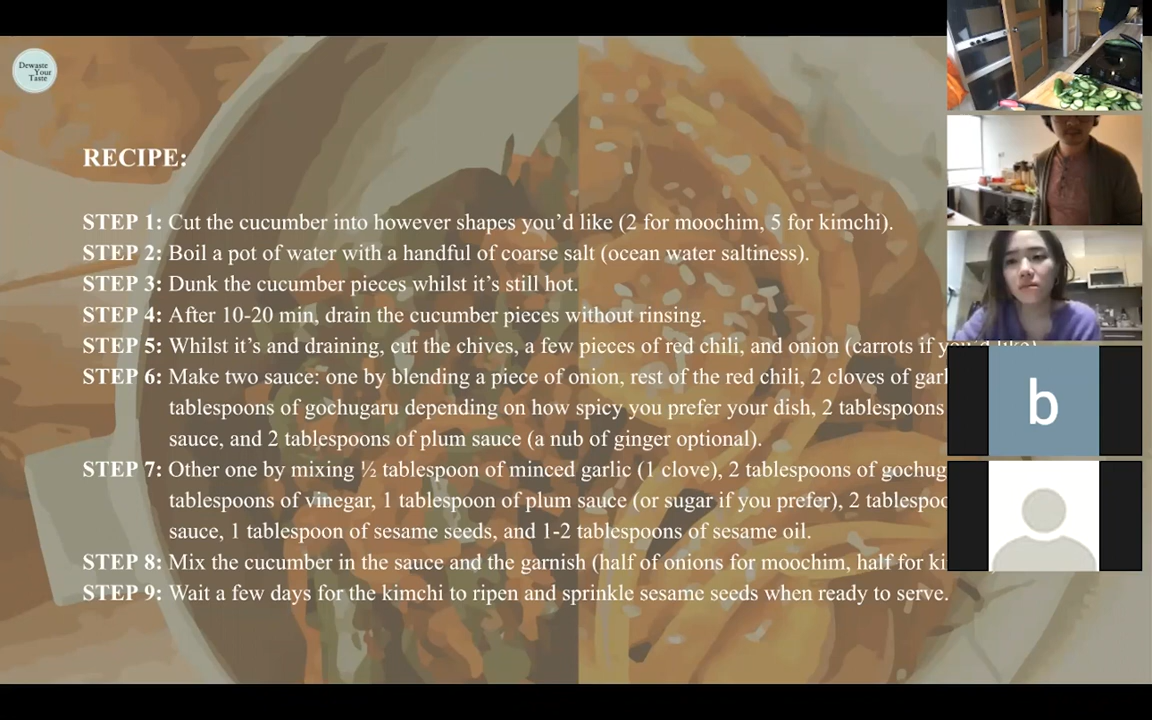 Dewaste
Your
Taste
RECIPE:
STEP 1: Cut the cucumber into however shapes you’d like (2 for moochim, 5 for kimchi).
STEP 2: Boil a pot of water with a handful of coarse salt (ocean water saltiness).
STEP 3: Dunk the cucumber pieces whilst it’s still hot.
STEP 4: After 10-20 min, drain the cucumber pieces without rinsing.
STEP 5: Whilst it’s and draining, cut the chives, a few pieces of red chili, and onion (carrots if you’d like)
STEP 6: Make two sauce: one by blending a piece of onion, rest of the red chili, 2 cloves of
tablespoons of gochugaru depending on how spicy you prefer your dish, 2 tablespoons
sauce, and 2 tablespoons of plum sauce (a nub of ginger optional).
STEP 7: Other one by mixing ½ tablespoon of minced garlic (1 clove), 2 tablespoons of
tablespoons of vinegar, 1 tablespoon of plum sauce (or sugar if you prefer), 2
sauce, 1 tablespoon of sesame seeds, and 1-2 tablespoons of sesame oil.
STEP 8: Mix the cucumber in the sauce and the garnish (half of onions for moochim, half for
STEP 9: Wait a few days for the kimchi to ripen and sprinkle sesame seeds when ready to serve.
b